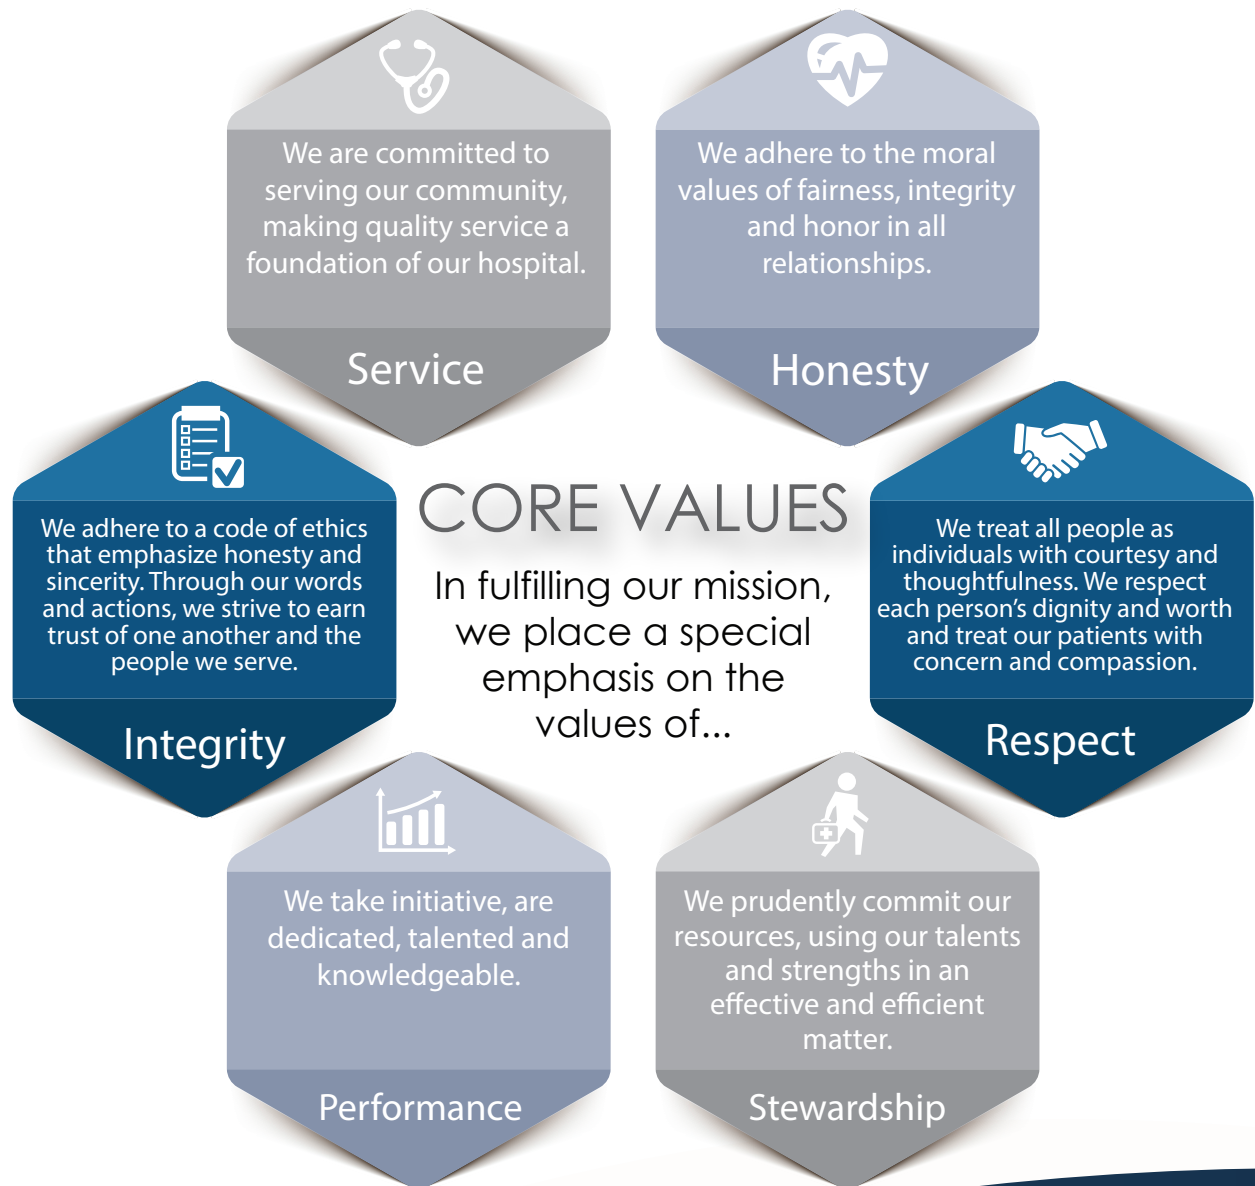 We are committed to
serving our community,
making quality service a
foundation of our hospital.
Service
We adhere to the moral
values of fairness, integrity
and honor in all
relationships.
Honesty
CORE VALUES
In fulfilling our mission,
we place a special
emphasis on the
values of...
We adhere to a code of ethics
that emphasize honesty and
sincerity. Through our words
and actions, we strive to earn
trust of one another and the
people we serve.
Integrity
We treat all people as
individuals with courtesy and
thoughtfulness. We respect
each person’s dignity and worth
and treat our patients with
concern and compassion.
Respect
We take initiative, are
dedicated, talented and
knowledgeable.
Performance
We prudently commit our
resources, using our talents
and strengths in an
effective and efficient
matter.
Stewardship